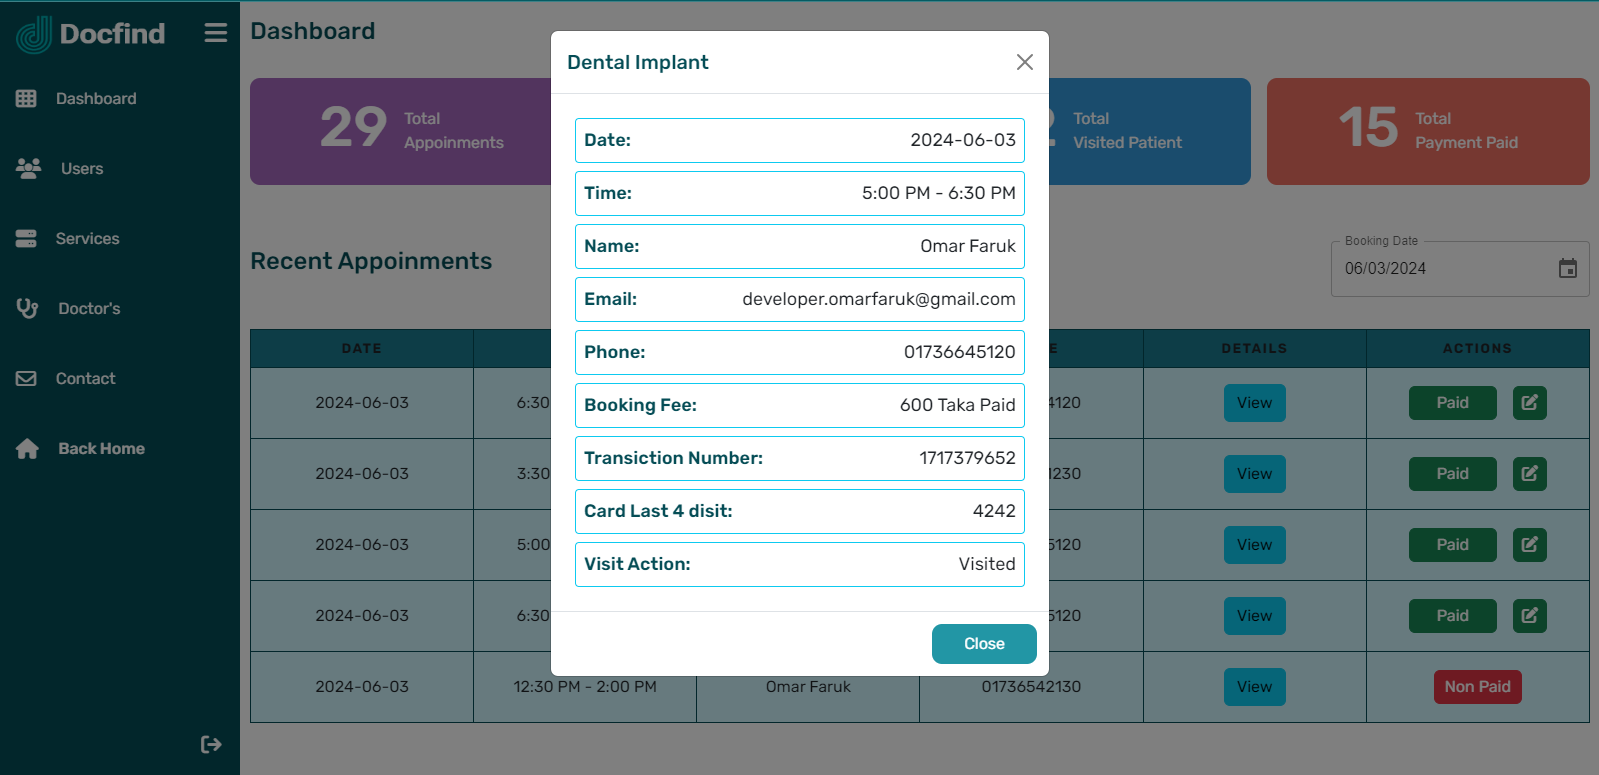 Docfind
Dashboard
Users
Services
Doctor's
Contact
Back Home
Dashboard
29 Total Appoinments
Total Visited Patient
15 Total Payment Paid
Recent Appoinments
Booking Date
06/03/2024
DATE DETAILS ACTIONS
2024-06-03 6:30 View Paid
2024-06-03 3:30 View Paid
2024-06-03 5:00 View Paid
2024-06-03 6:30 View Paid
2024-06-03 12:30 PM - 2:00 PM Omar Faruk 01736542130 View Non Paid
Dental Implant
Date: 2024-06-03
Time: 5:00 PM - 6:30 PM
Name: Omar Faruk
Email: developer.omarfaruk@gmail.com
Phone: 01736645120
Booking Fee: 600 Taka Paid
Transiction Number: 1717379652
Card Last 4 disit: 4242
Visit Action: Visited
Close